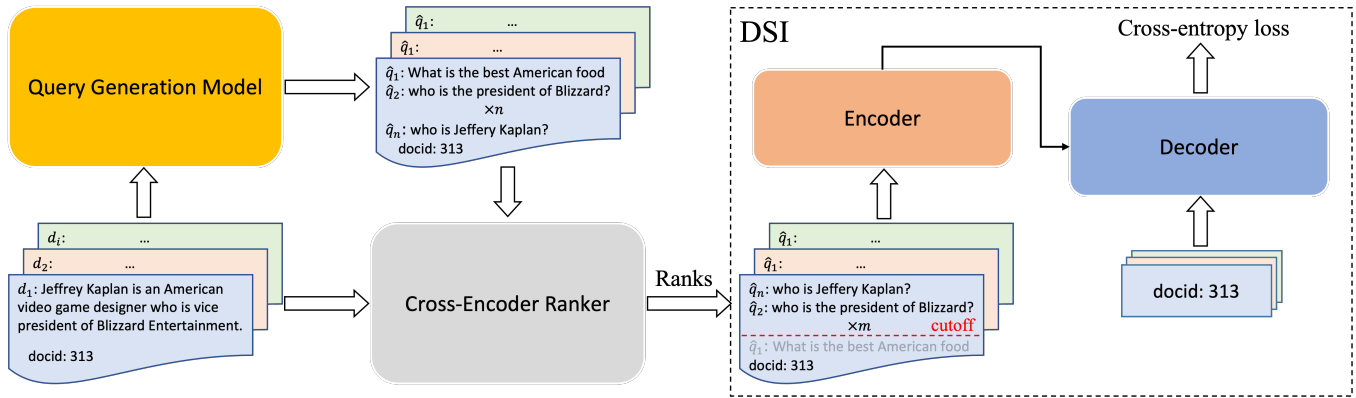 Query Generation Model
q̂₁: ...
q̂₁: ...
q̂₁: What is the best American food
q̂₂: who is the president of Blizzard?
×n
q̂ₙ: who is Jeffery Kaplan?
docid: 313
dᵢ: ...
d₂: ...
d₁: Jeffrey Kaplan is an American
video game designer who is vice
president of Blizzard Entertainment.
docid: 313
Cross-Encoder Ranker
Ranks
DSI
Cross-entropy loss
Encoder
Decoder
q̂₁: ...
q̂₁: ...
q̂ₙ: who is Jeffery Kaplan?
q̂₂: who is the president of Blizzard?
×m cutoff
q̂₁: What is the best American food
docid: 313
docid: 313